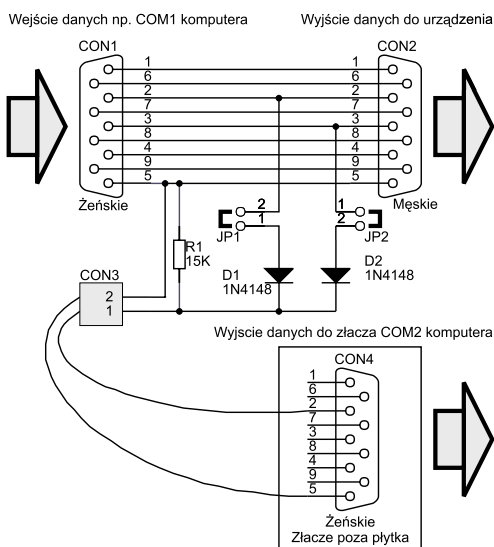 Wejście danych np. COM1 komputera
Wyjście danych do urządzenia
CON1
CON2
1 1
6 6
2 2
7 7
3 3
8 8
4 4
9 9
5 5
Żeńskie
Męskie
2 1
1 2
JP1
JP2
R1
15K
CON3
D1
1N4148
D2
1N4148
2
1
Wyjscie danych do złacza COM2 komputera
CON4
1
6
2
7
3
8
4
9
5
Żeńskie
Złacze poza płytka